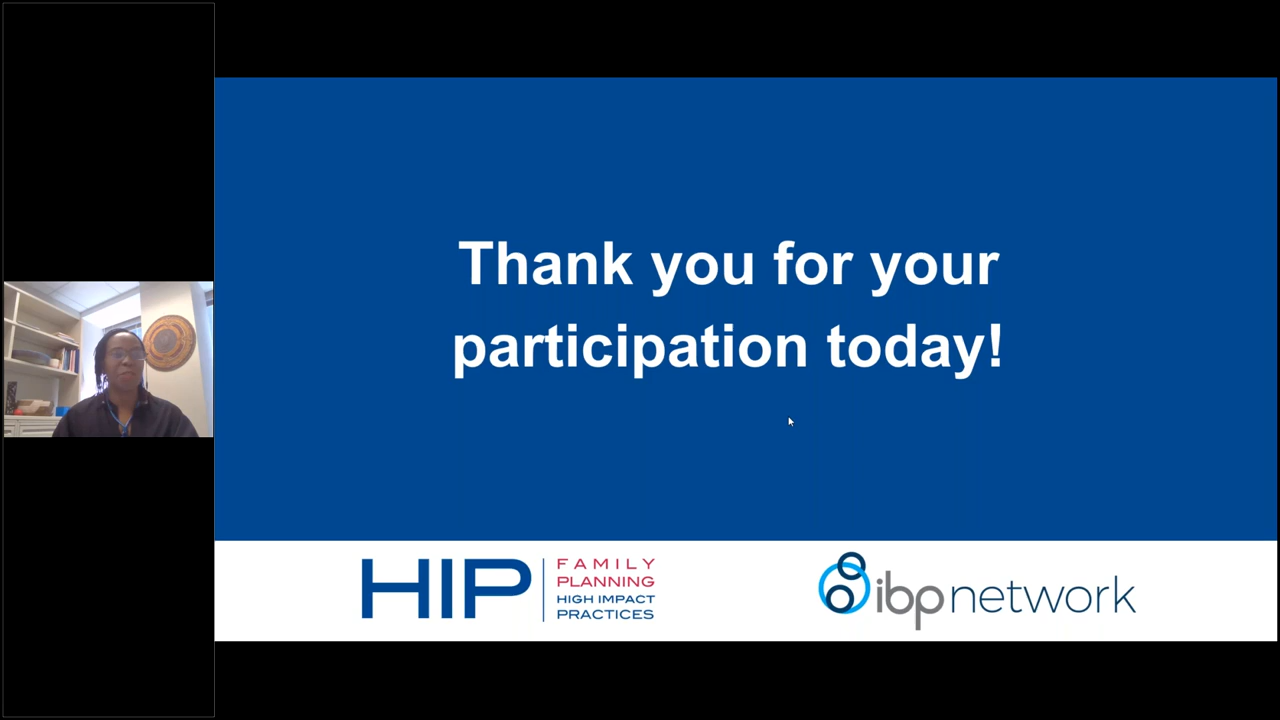 Thank you for your
participation today!
HIP
FAMILY
PLANNING
HIGH IMPACT
PRACTICES
ibpnetwork